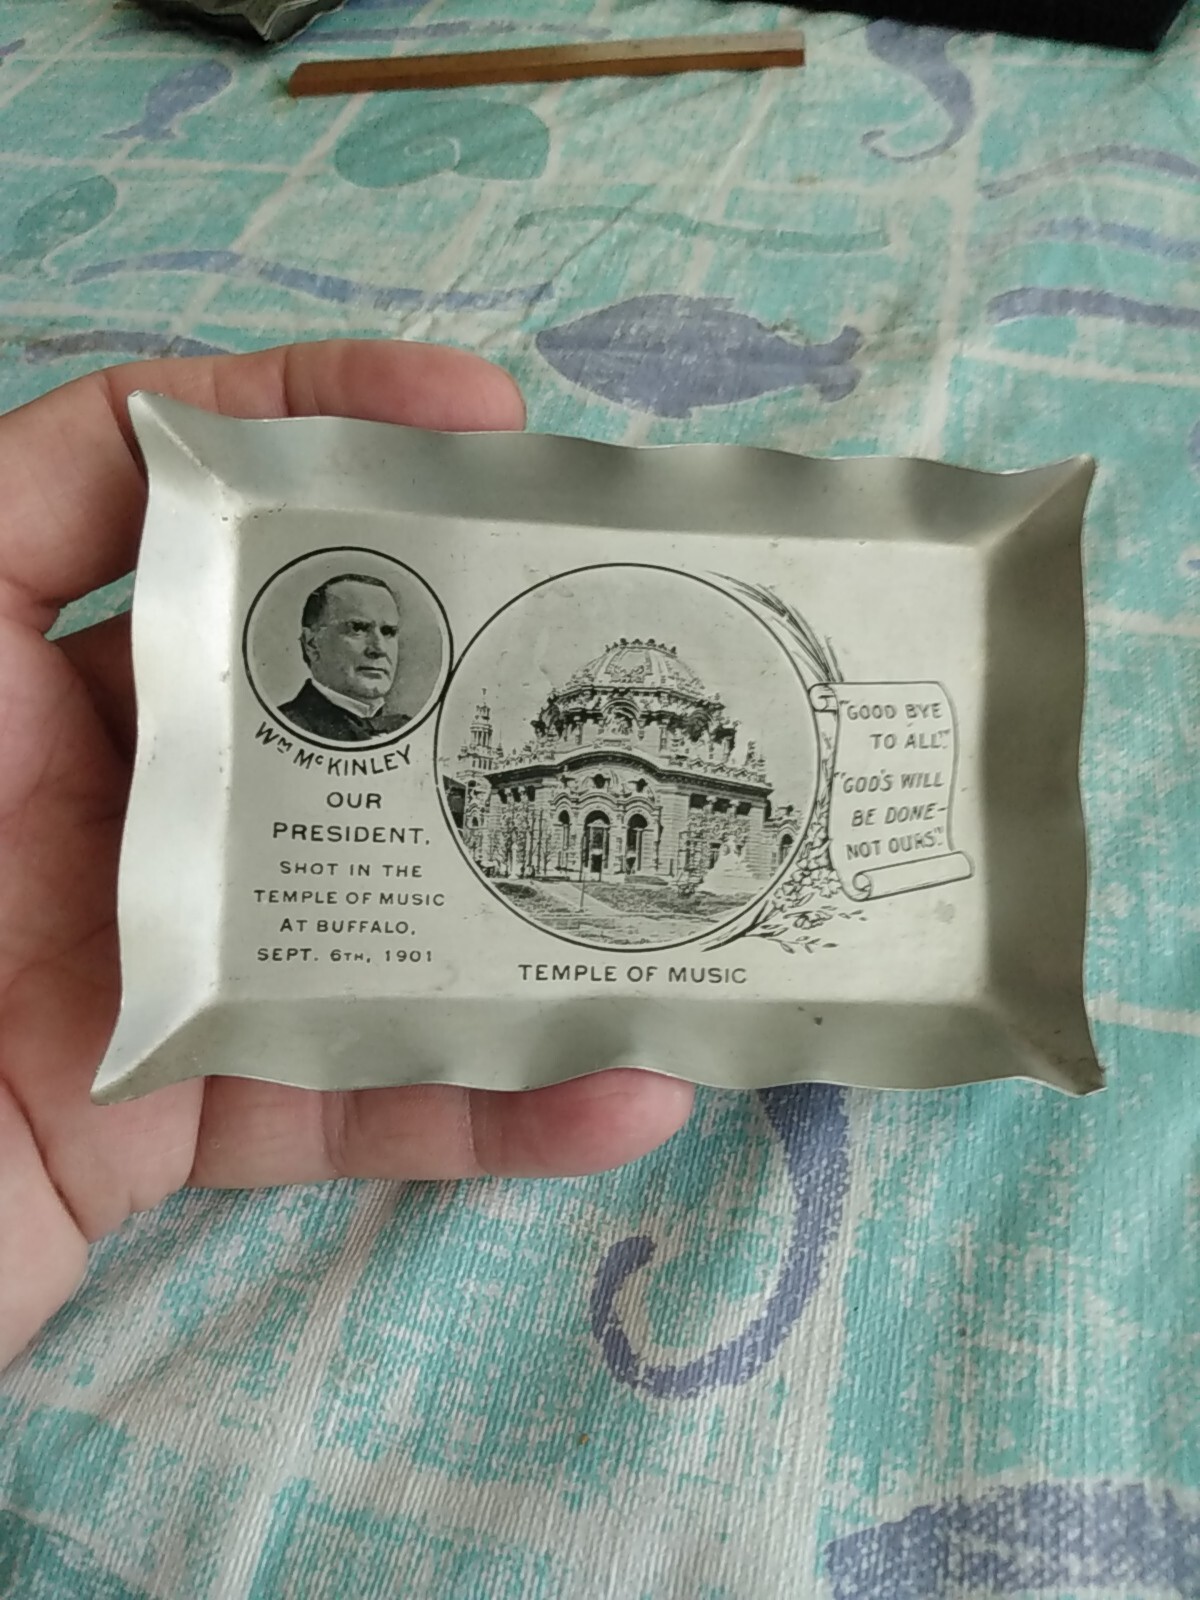 Wm McKINLEY
OUR
PRESIDENT.
SHOT IN THE
TEMPLE OF MUSIC
AT BUFFALO,
SEPT. 6TH, 1901
TEMPLE OF MUSIC
"GOOD BYE
TO ALL."
"GOD'S WILL
BE DONE-
NOT OURS."